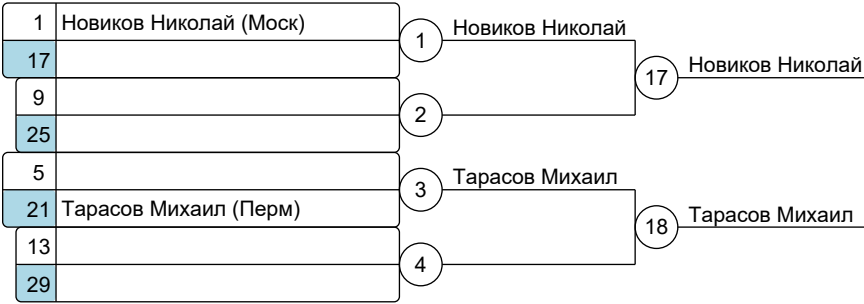 1 Новиков Николай (Моск)
1 Новиков Николай
17
17 Новиков Николай
9
2
25
5
3 Тарасов Михаил
21 Тарасов Михаил (Перм)
18 Тарасов Михаил
13
4
29